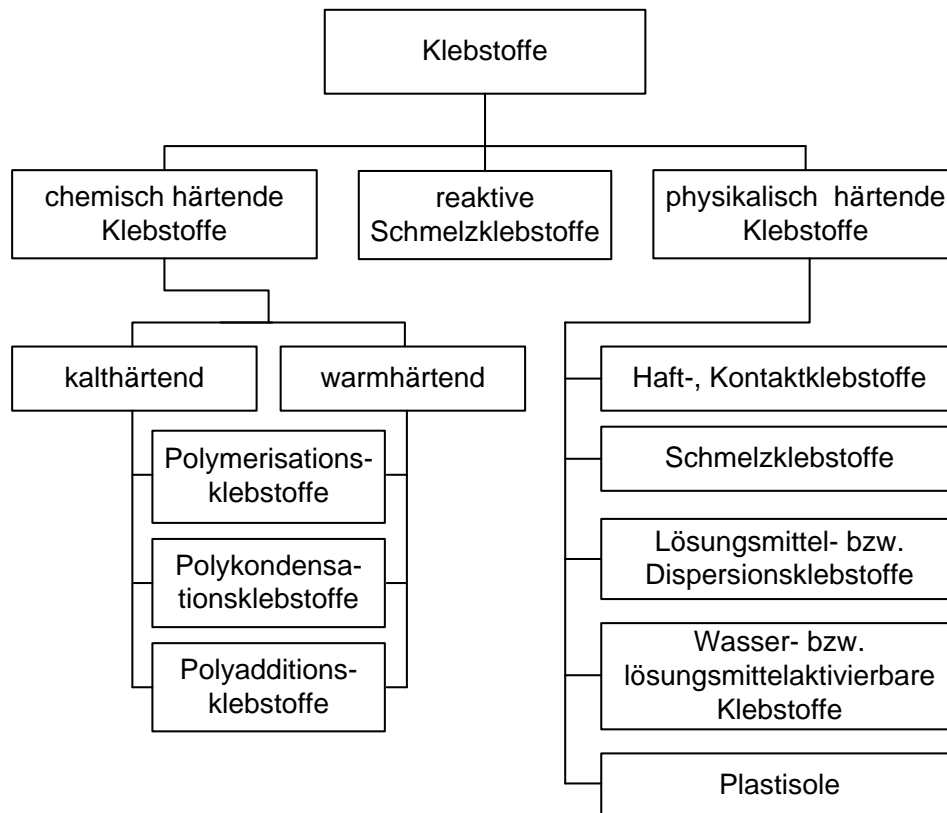 Klebstoffe
chemisch härtende
Klebstoffe
reaktive
Schmelzklebstoffe
physikalisch härtende
Klebstoffe
kalthärtend
warmhärtend
Polymerisations-
klebstoffe
Polykondensa-
tionsklebstoffe
Polyadditions-
klebstoffe
Haft-, Kontaktklebstoffe
Schmelzklebstoffe
Lösungsmittel- bzw.
Dispersionsklebstoffe
Wasser- bzw.
lösungsmittelaktivierbare
Klebstoffe
Plastisole